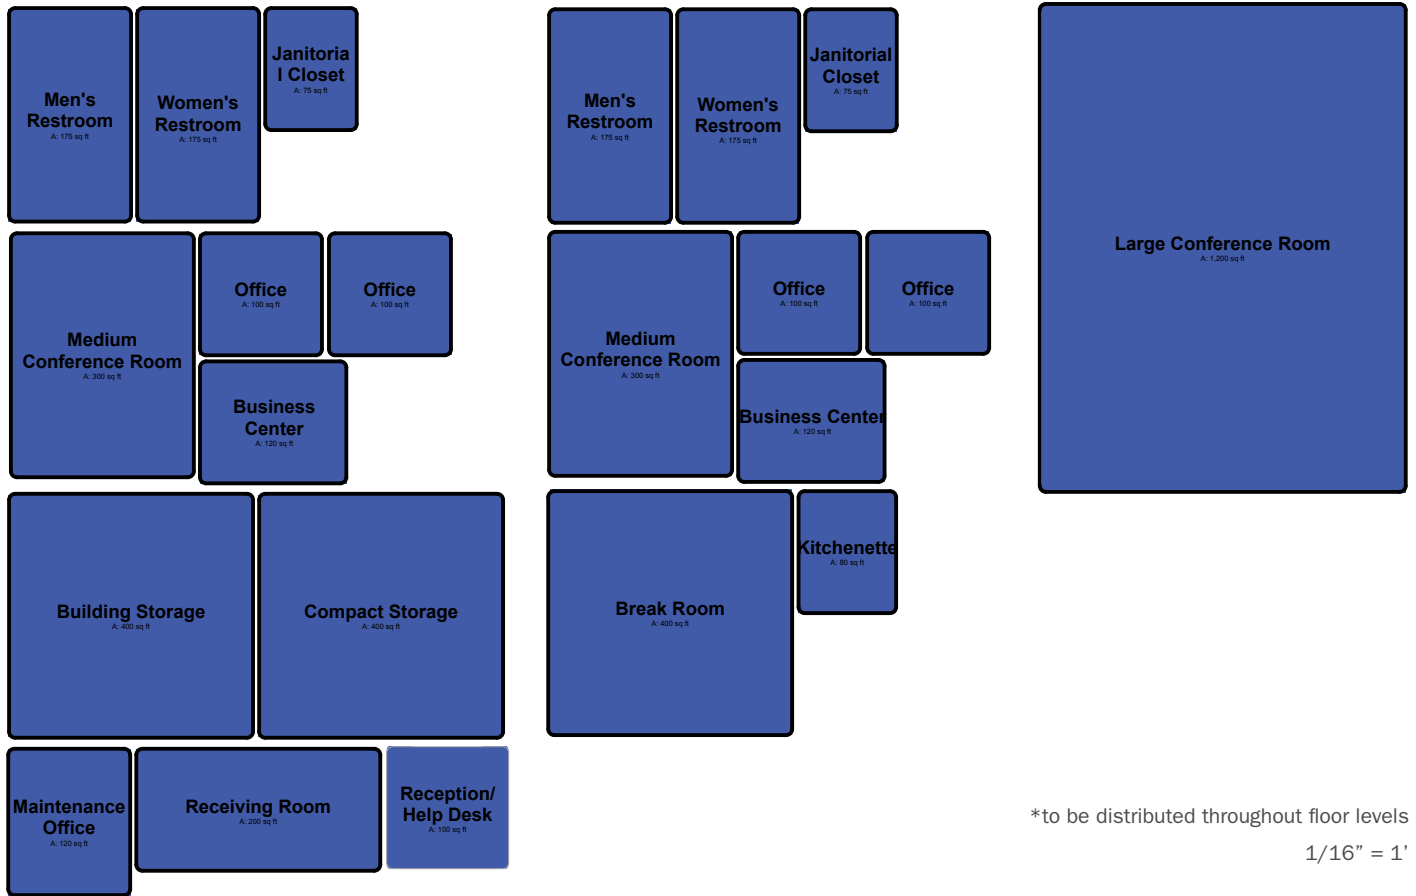 Men's
Restroom
A: 175 sq ft
Women's
Restroom
A: 175 sq ft
Janitoria
l Closet
A: 75 sq ft
Men's
Restroom
A: 175 sq ft
Women's
Restroom
A: 175 sq ft
Janitorial
Closet
A: 75 sq ft
Large Conference Room
A: 1,200 sq ft
Medium
Conference Room
A: 300 sq ft
Office
A: 100 sq ft
Office
A: 100 sq ft
Business
Center
A: 120 sq ft
Medium
Conference Room
A: 300 sq ft
Office
A: 100 sq ft
Office
A: 100 sq ft
Business Center
A: 120 sq ft
Building Storage
A: 400 sq ft
Compact Storage
A: 400 sq ft
Break Room
A: 400 sq ft
Kitchenette
A: 80 sq ft
Maintenance
Office
A: 120 sq ft
Receiving Room
A: 200 sq ft
Reception/
Help Desk
A: 100 sq ft
*to be distributed throughout floor levels
1/16” = 1’